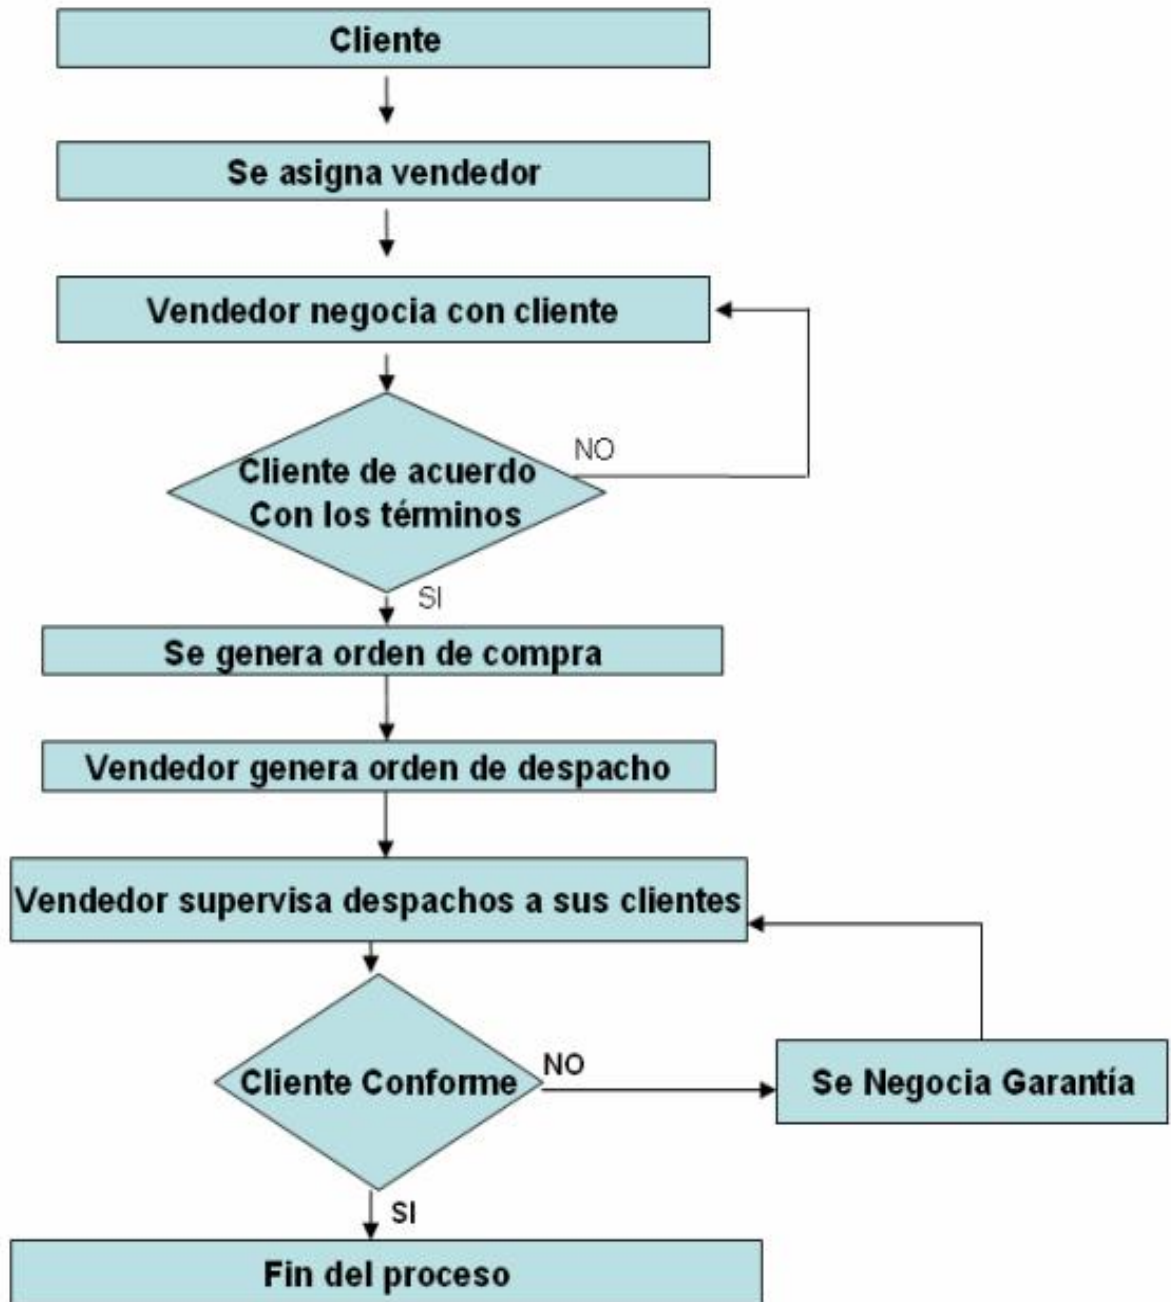 Cliente
Se asigna vendedor
Vendedor negocia con cliente
NO
Cliente de acuerdo
Con los términos
SI
Se genera orden de compra
Vendedor genera orden de despacho
Vendedor supervisa despachos a sus clientes
NO
Cliente Conforme
Se Negocia Garantía
SI
Fin del proceso